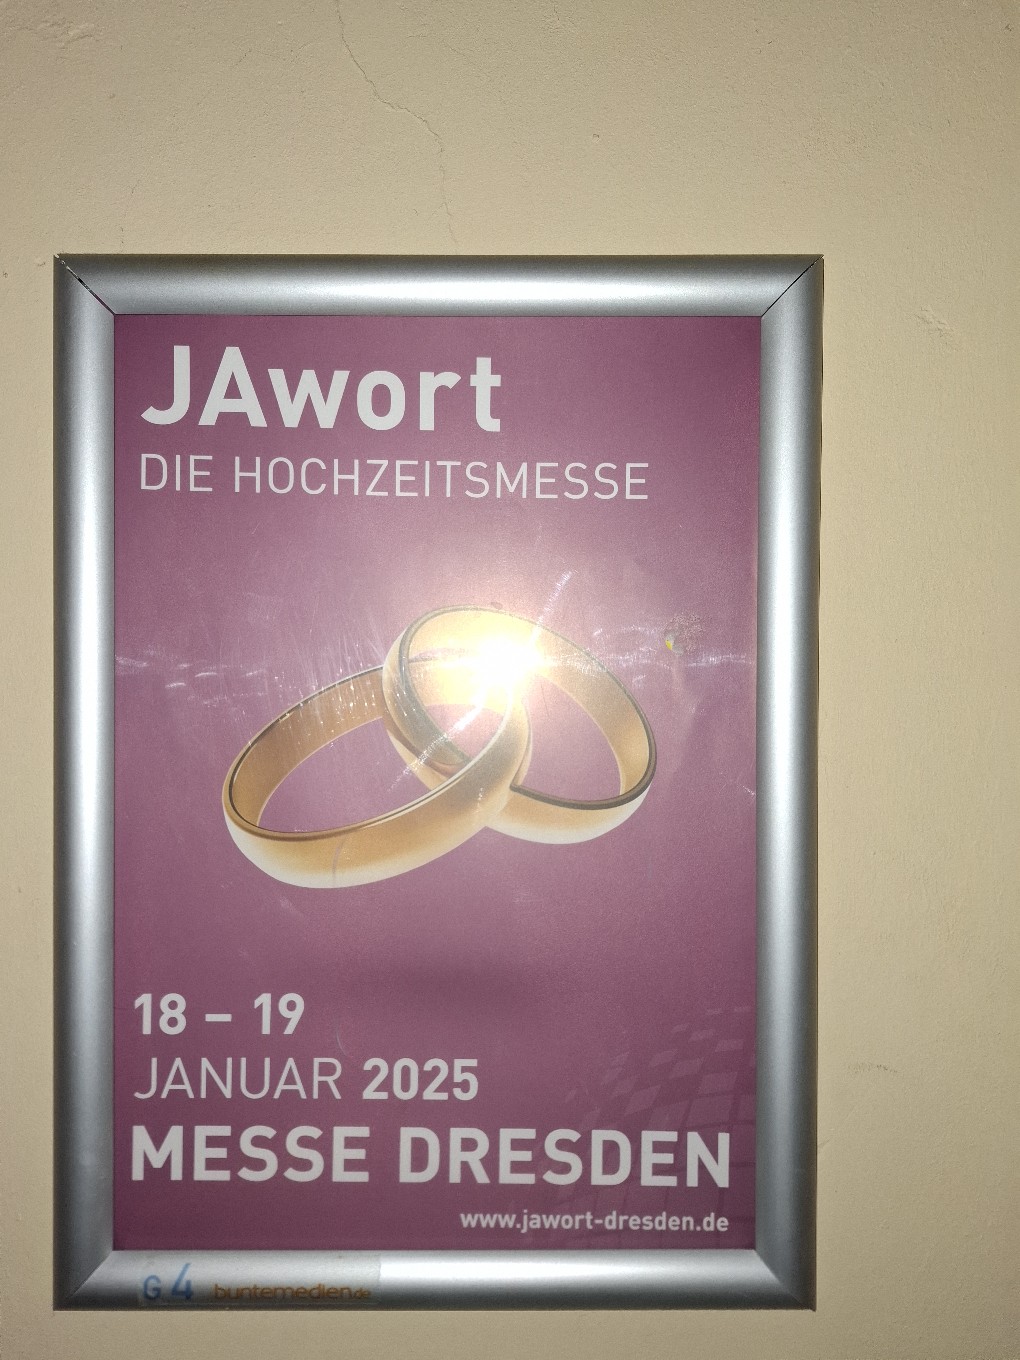 JAwort
DIE HOCHZEITSMESSE
18 – 19
JANUAR 2025
MESSE DRESDEN
www.jawort-dresden.de
G 4 buntemedien.de